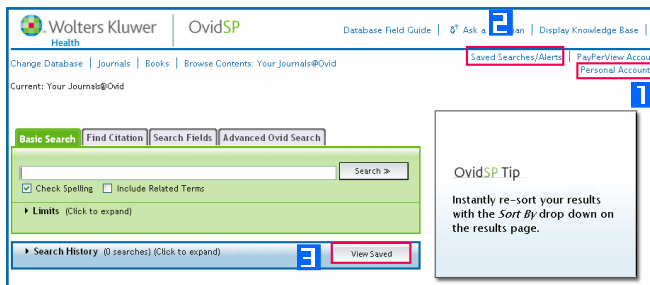 Wolters Kluwer
Health
OvidSP
Database Field Guide | Ask a an | Display Knowledge Base |
2
Change Database | Journals | Books | Browse Contents: Your Journals@Ovid
Saved Searches/Alerts | PayPerView Accou
Personal Account
Current: Your Journals@Ovid
1
Basic Search Find Citation Search Fields Advanced Ovid Search
Search >>
Check Spelling Include Related Terms
Limits (Click to expand)
OvidSP Tip
Instantly re-sort your results
with the Sort By drop down on
the results page.
Search History (0 searches) (Click to expand)
3
View Saved